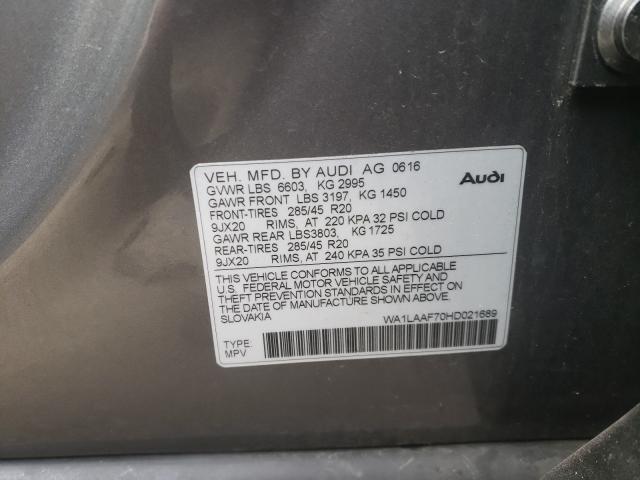 VEH. MFD. BY AUDI AG 0616
GVWR LBS 6603, KG 2995
Audi
GAWR FRONT LBS 3197, KG 1450
FRONT-TIRES 285/45 R20
9JX20 RIMS, AT 220 KPA 32 PSI COLD
GAWR REAR LBS3803, KG 1725
REAR-TIRES 285/45 R20
9JX20 RIMS, AT 240 KPA 35 PSI COLD
THIS VEHICLE CONFORMS TO ALL APPLICABLE
U.S. FEDERAL MOTOR VEHICLE SAFETY AND
THEFT PREVENTION STANDARDS IN EFFECT ON
THE DATE OF MANUFACTURE SHOWN ABOVE.
SLOVAKIA
WA1LAAF70HD021689
TYPE:
MPV